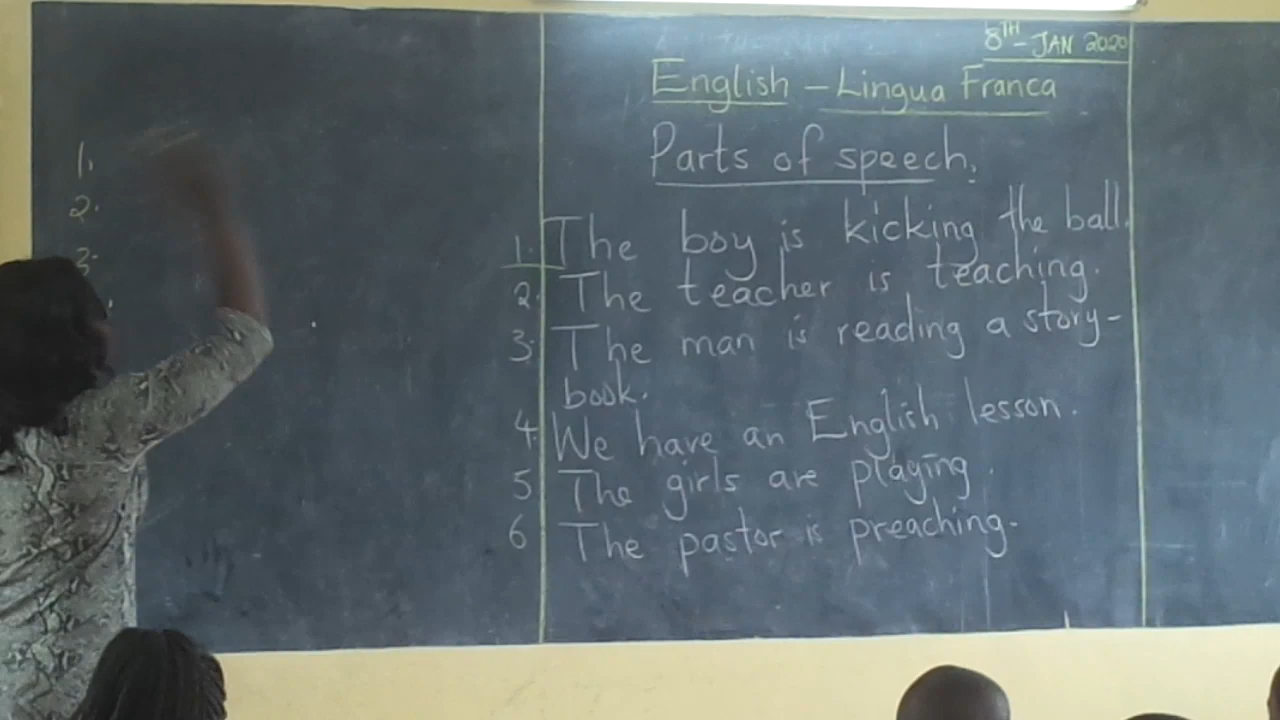 1.
2.
3.
8TH - JAN 2020
English - Lingua Franca
Parts of speech.
1. The boy is kicking the ball.
2. The teacher is teaching.
3. The man is reading a story-
book.
4. We have an English lesson.
5 The girls are playing.
6 The pastor is preaching.